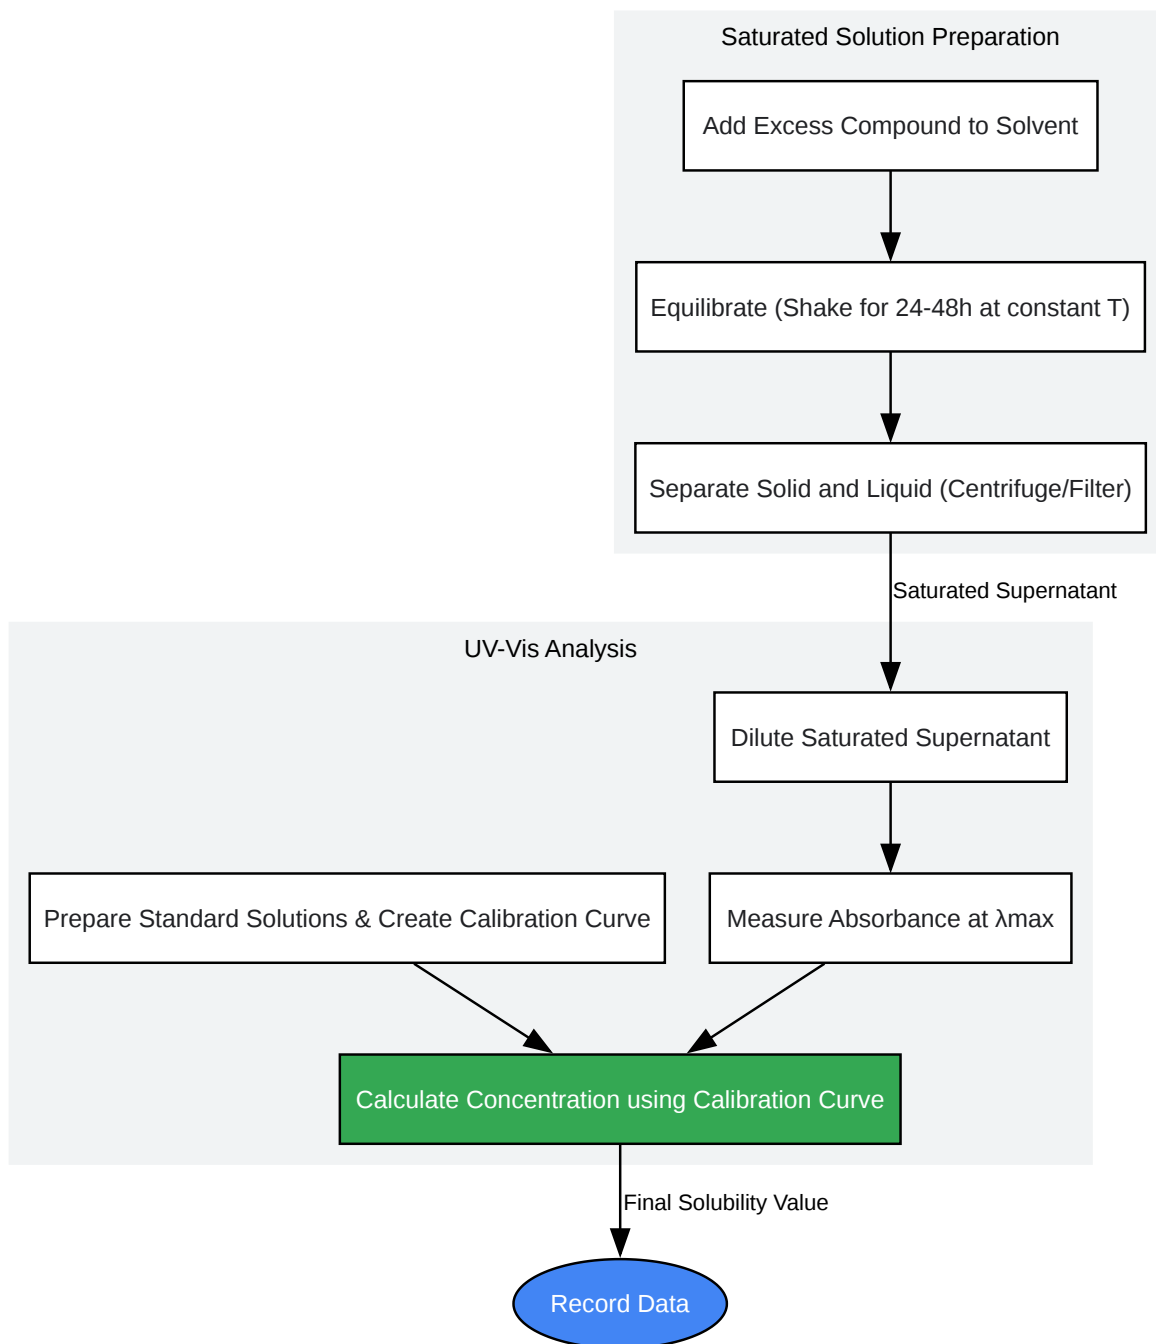 Saturated Solution Preparation
Add Excess Compound to Solvent
Equilibrate (Shake for 24-48h at constant T)
Separate Solid and Liquid (Centrifuge/Filter)
Saturated Supernatant
UV-Vis Analysis
Dilute Saturated Supernatant
Prepare Standard Solutions & Create Calibration Curve
Measure Absorbance at λmax
Calculate Concentration using Calibration Curve
Final Solubility Value
Record Data